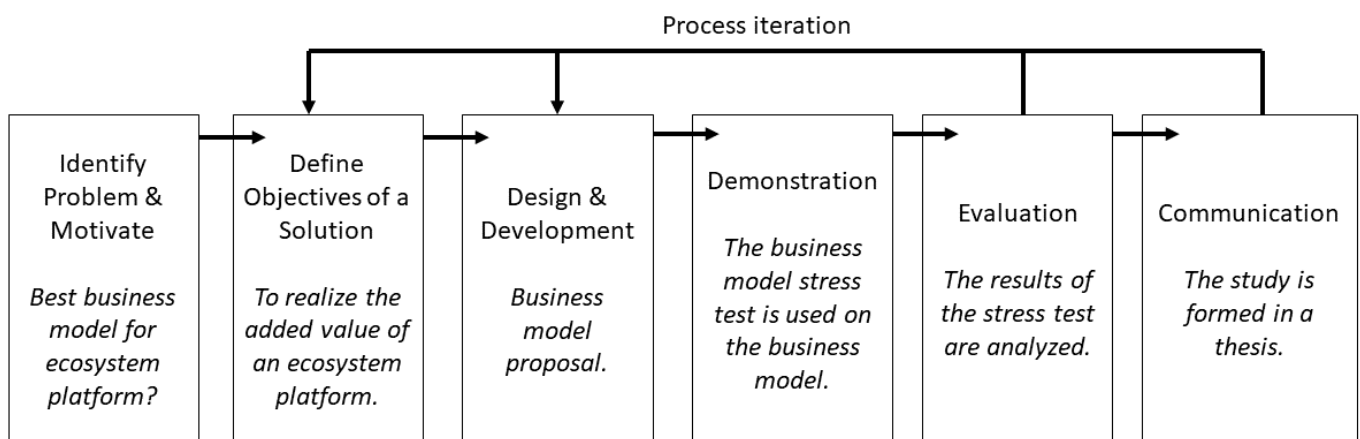 Process iteration
Identify
Problem &
Motivate
Best business
model for
ecosystem
platform?
Define
Objectives of a
Solution
To realize the
added value of
an ecosystem
platform.
Design &
Development
Business
model
proposal.
Demonstration
The business
model stress
test is used on
the business
model.
Evaluation
The results of
the stress test
are analyzed.
Communication
The study is
formed in a
thesis.